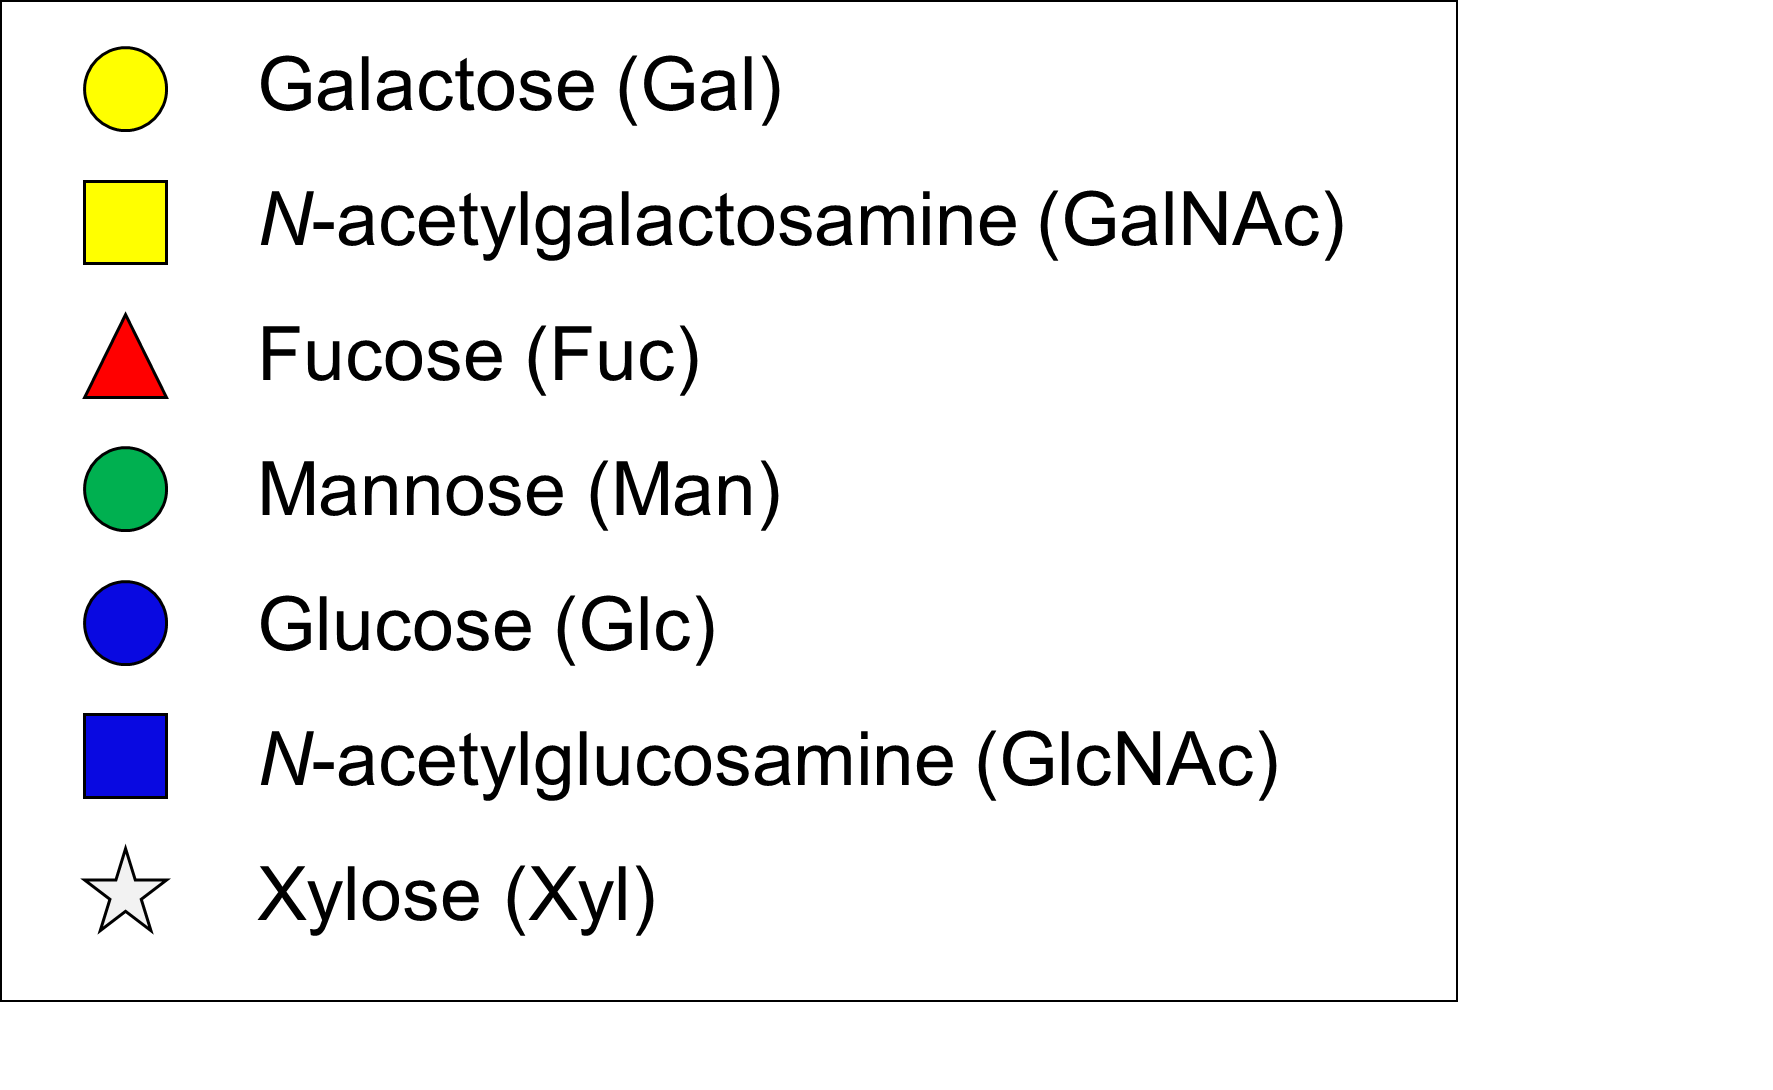 Galactose (Gal)
N-acetylgalactosamine (GalNAc)
Fucose (Fuc)
Mannose (Man)
Glucose (Glc)
N-acetylglucosamine (GlcNAc)
Xylose (Xyl)